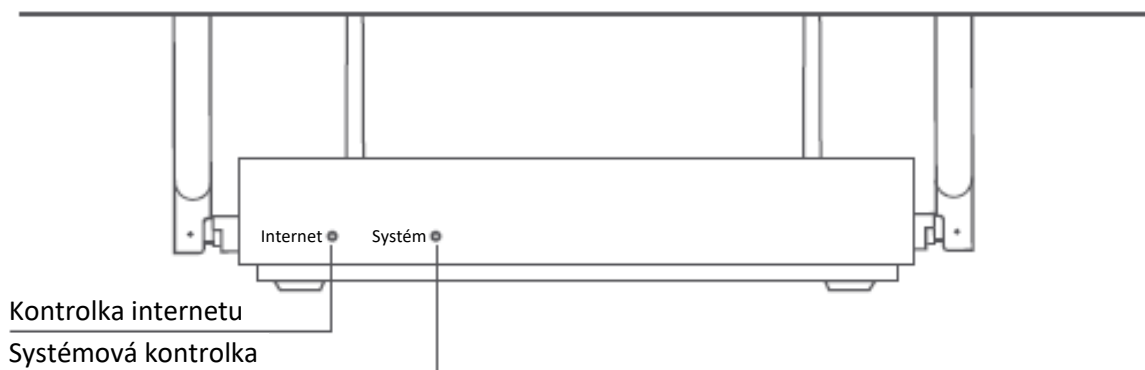 Internet Systém
Kontrolka internetu
Systémová kontrolka